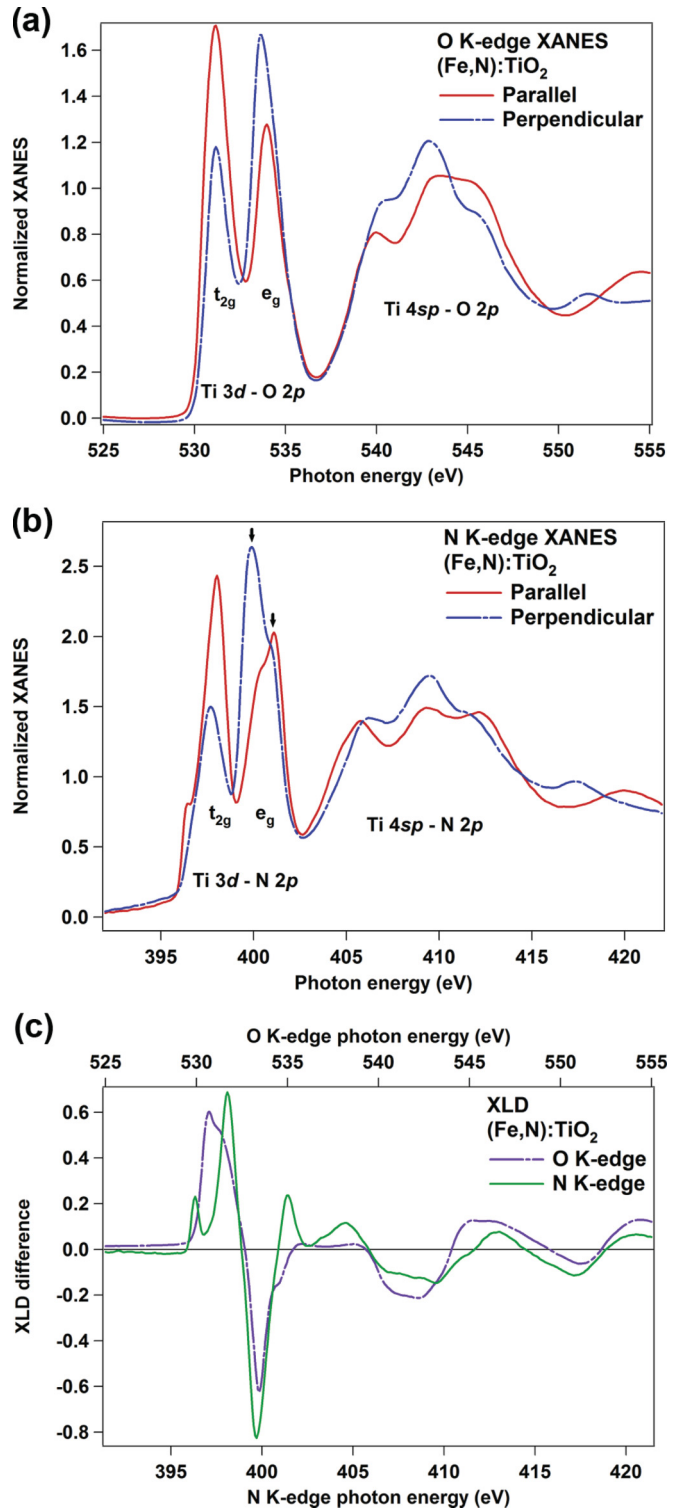 (a)
O K-edge XANES
(Fe,N):TiO2
Parallel
Perpendicular
Normalized XANES
1.6
1.4
1.2
1.0
0.8
0.6
0.4
0.2
0.0
t2g
eg
Ti 4sp - O 2p
Ti 3d - O 2p
525 530 535 540 545 550 555
Photon energy (eV)
(b)
N K-edge XANES
(Fe,N):TiO2
Parallel
Perpendicular
Normalized XANES
2.5
2.0
1.5
1.0
0.5
0.0
t2g
eg
Ti 4sp - N 2p
Ti 3d - N 2p
395 400 405 410 415 420
Photon energy (eV)
(c)
O K-edge photon energy (eV)
525 530 535 540 545 550 555
XLD
(Fe,N):TiO2
O K-edge
N K-edge
XLD difference
0.6
0.4
0.2
0.0
-0.2
-0.4
-0.6
-0.8
395 400 405 410 415 420
N K-edge photon energy (eV)